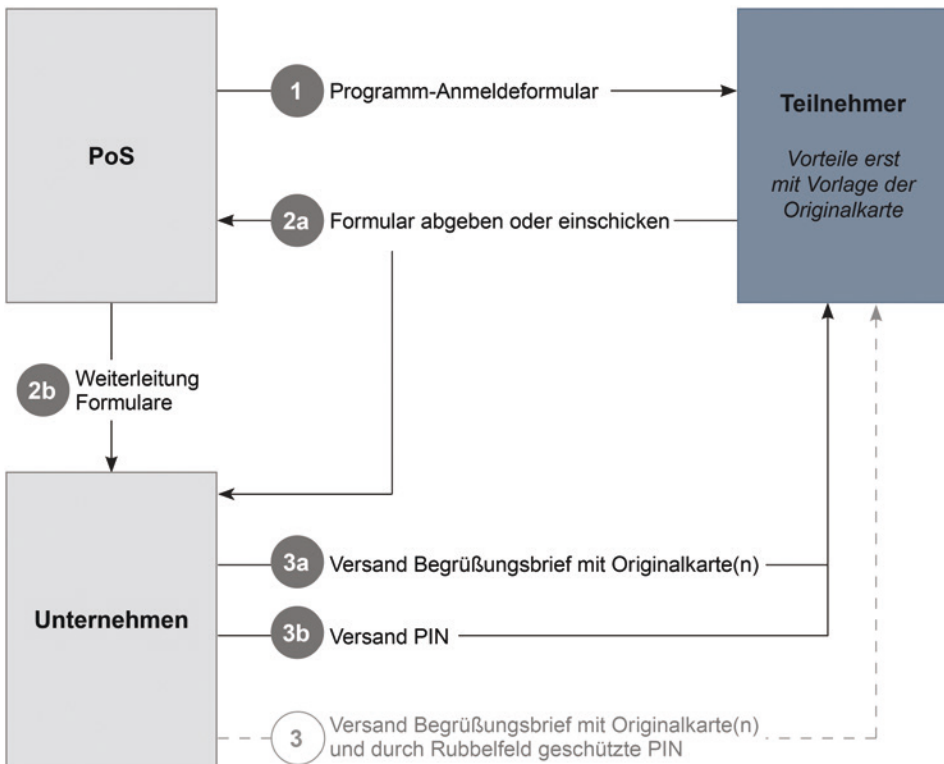 PoS
1 Programm-Anmeldeformular
Teilnehmer
Vorteile erst
mit Vorlage der
Originalkarte
2a Formular abgeben oder einschicken
2b Weiterleitung
Formulare
Unternehmen
3a Versand Begrüßungsbrief mit Originalkarte(n)
3b Versand PIN
3 Versand Begrüßungsbrief mit Originalkarte(n)
und durch Rubbelfeld geschützte PIN